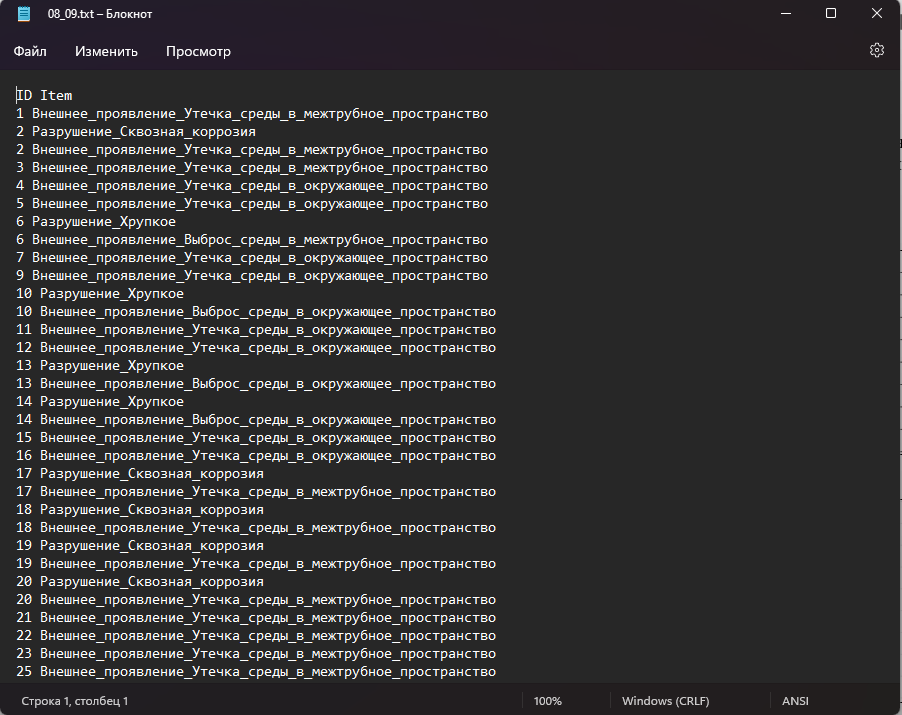 08_09.txt – Блокнот
Файл Изменить Просмотр
ID Item
1 Внешнее_проявление_Утечка_среды_в_межтрубное_пространство
2 Разрушение_Сквозная_коррозия
2 Внешнее_проявление_Утечка_среды_в_межтрубное_пространство
3 Внешнее_проявление_Утечка_среды_в_межтрубное_пространство
4 Внешнее_проявление_Утечка_среды_в_окружающее_пространство
5 Внешнее_проявление_Утечка_среды_в_окружающее_пространство
6 Разрушение_Хрупкое
6 Внешнее_проявление_Выброс_среды_в_межтрубное_пространство
7 Внешнее_проявление_Утечка_среды_в_окружающее_пространство
9 Внешнее_проявление_Утечка_среды_в_окружающее_пространство
10 Разрушение_Хрупкое
10 Внешнее_проявление_Выброс_среды_в_окружающее_пространство
11 Внешнее_проявление_Утечка_среды_в_окружающее_пространство
12 Внешнее_проявление_Утечка_среды_в_окружающее_пространство
13 Разрушение_Хрупкое
13 Внешнее_проявление_Выброс_среды_в_окружающее_пространство
14 Разрушение_Хрупкое
14 Внешнее_проявление_Выброс_среды_в_окружающее_пространство
15 Внешнее_проявление_Утечка_среды_в_окружающее_пространство
16 Внешнее_проявление_Утечка_среды_в_окружающее_пространство
17 Разрушение_Сквозная_коррозия
17 Внешнее_проявление_Утечка_среды_в_межтрубное_пространство
18 Разрушение_Сквозная_коррозия
18 Внешнее_проявление_Утечка_среды_в_межтрубное_пространство
19 Разрушение_Сквозная_коррозия
19 Внешнее_проявление_Утечка_среды_в_межтрубное_пространство
20 Разрушение_Сквозная_коррозия
20 Внешнее_проявление_Утечка_среды_в_межтрубное_пространство
21 Внешнее_проявление_Утечка_среды_в_межтрубное_пространство
22 Внешнее_проявление_Утечка_среды_в_межтрубное_пространство
23 Внешнее_проявление_Утечка_среды_в_межтрубное_пространство
25 Внешнее_проявление_Утечка_среды_в_межтрубное_пространство
Строка 1, столбец 1 100% Windows (CRLF) ANSI